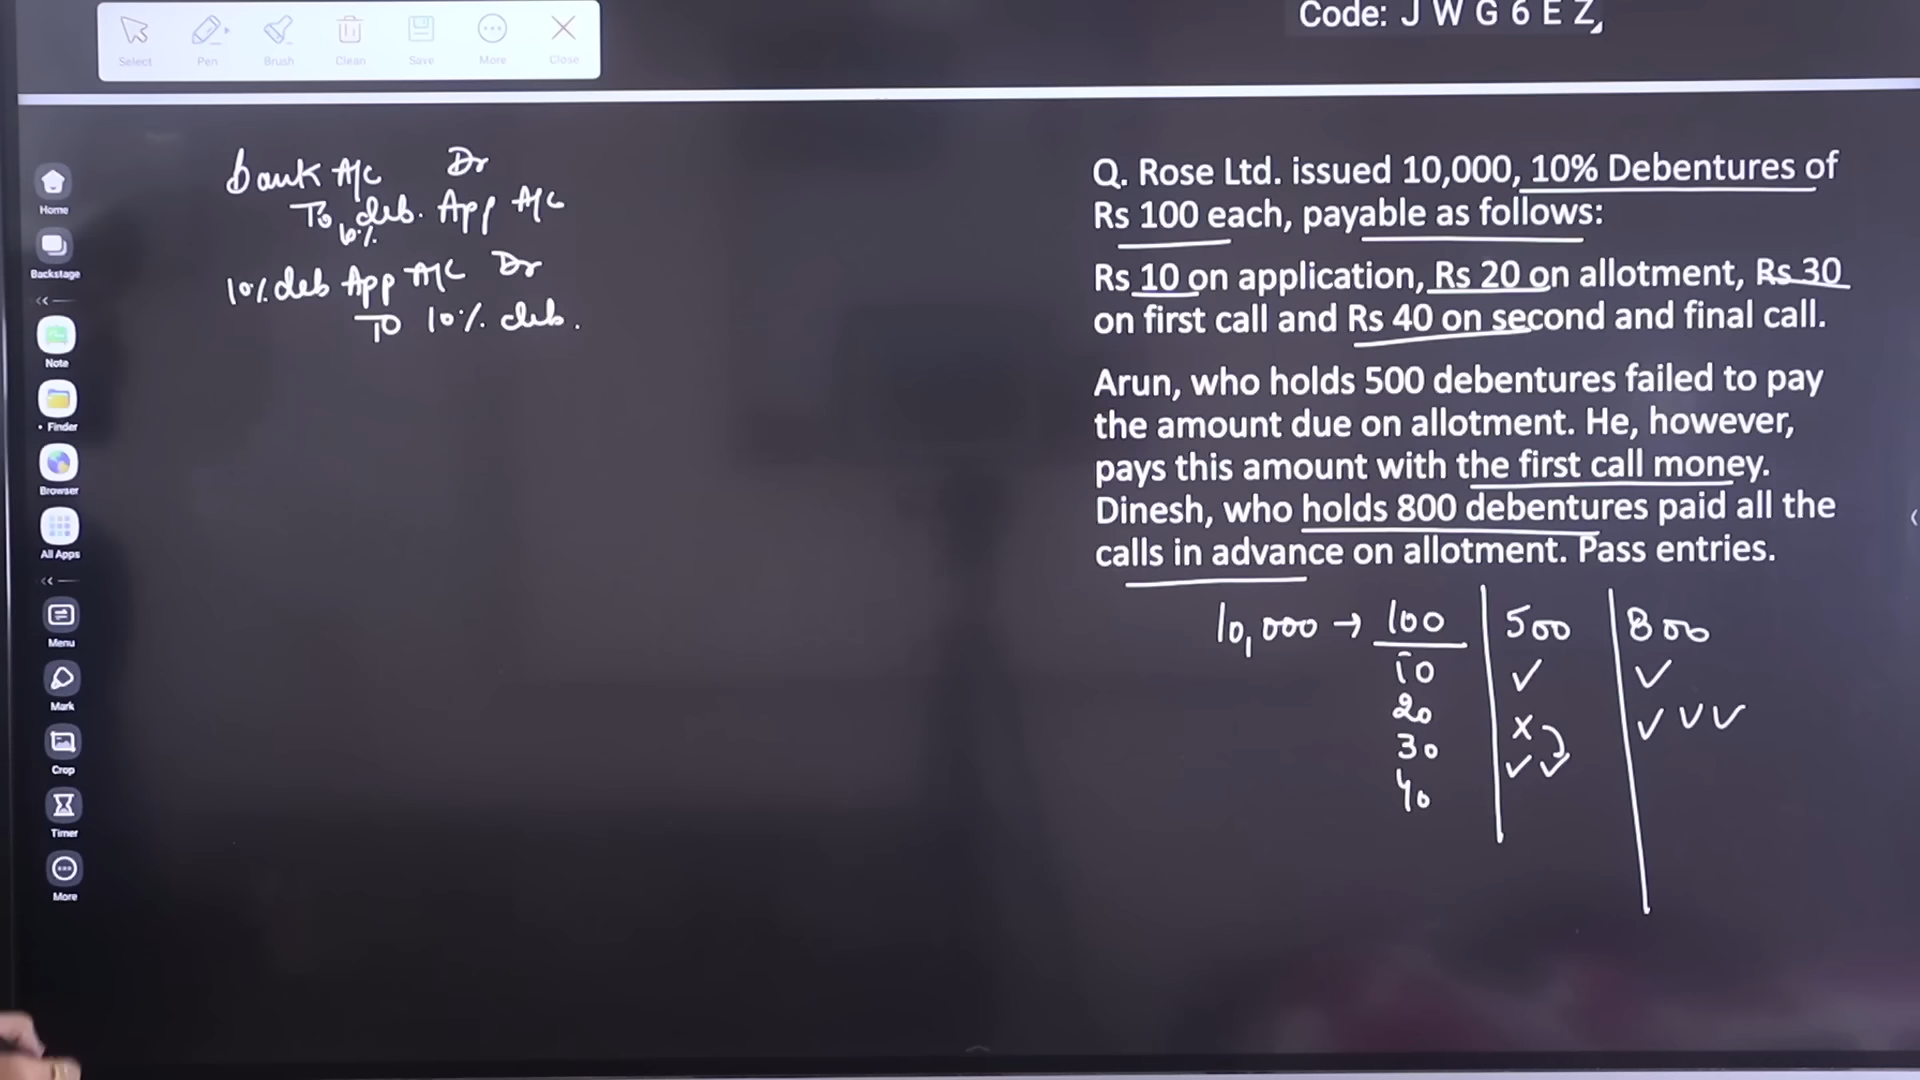 Code: J W G 6 E Z
Select Pen Brush Clean Save More Close
Home
Backstage
Note
Finder
Browser
All Apps
Menu
Mark
Crop
Timer
More
bank A/c Dr
To deb. App A/c
10% deb App A/c Dr
To 10% deb.
Q. Rose Ltd. issued 10,000, 10% Debentures of
Rs 100 each, payable as follows:
Rs 10 on application, Rs 20 on allotment, Rs 30
on first call and Rs 40 on second and final call.
Arun, who holds 500 debentures failed to pay
the amount due on allotment. He, however,
pays this amount with the first call money.
Dinesh, who holds 800 debentures paid all the
calls in advance on allotment. Pass entries.
10,000 → 100 500 800
10 ✓ ✓
20 x ✓ ✓ ✓
30 ✓ ✓
40